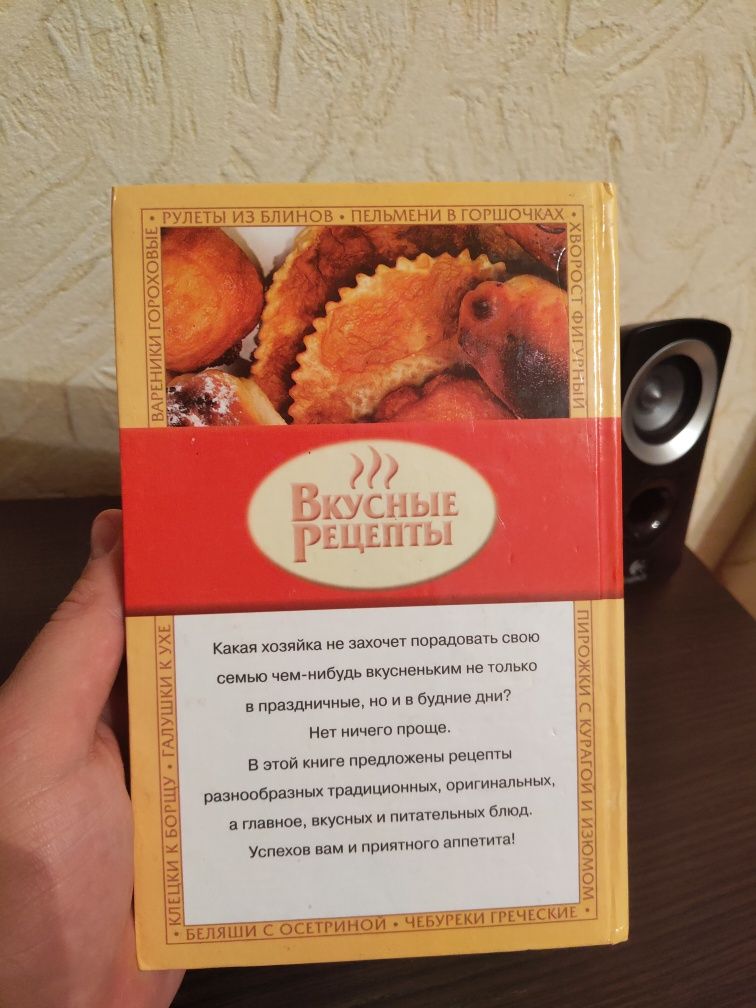 • РУЛЕТЫ ИЗ БЛИНОВ • ПЕЛЬМЕНИ В ГОРШОЧКАХ •
ХВОРОСТ ФИГУРНЫЙ
ВАРЕНИКИ ГОРОХОВЫЕ
ВКУСНЫЕ
РЕЦЕПТЫ
Какая хозяйка не захочет порадовать свою
семью чем-нибудь вкусненьким не только
в праздничные, но и в будние дни?
Нет ничего проще.
В этой книге предложены рецепты
разнообразных традиционных, оригинальных,
а главное, вкусных и питательных блюд.
Успехов вам и приятного аппетита!
КЛЕЦКИ К БОРЩУ • ГАЛУШКИ К УХЕ
ПИРОЖКИ С КУРАГОЙ И ИЗЮМОМ
• БЕЛЯШИ С ОСЕТРИНОЙ • ЧЕБУРЕКИ ГРЕЧЕСКИЕ •